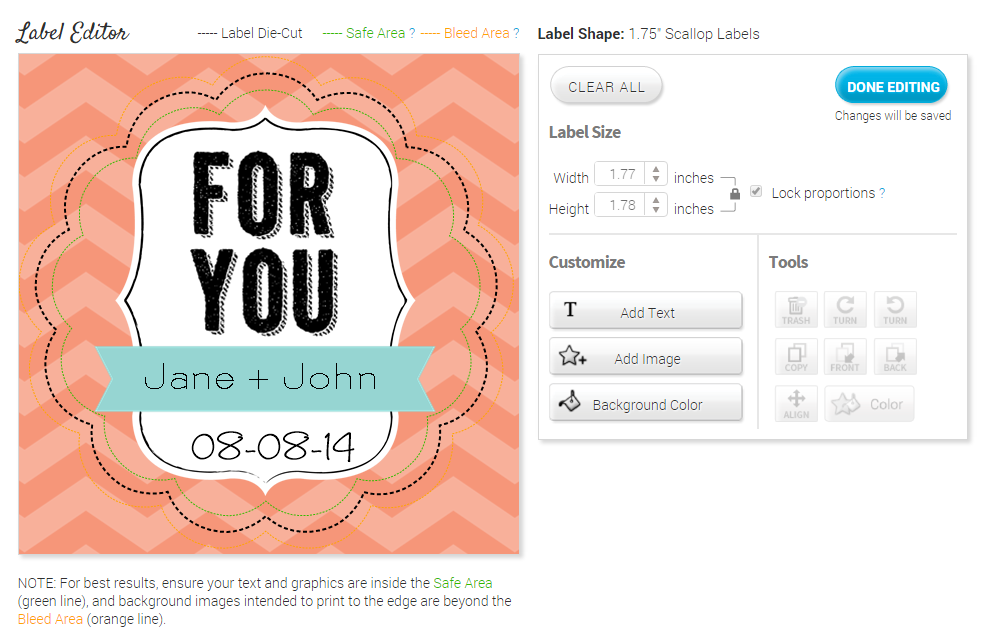 Label Editor
----- Label Die-Cut ----- Safe Area ? ----- Bleed Area ?
Label Shape: 1.75" Scallop Labels
FOR
YOU
Jane + John
08-08-14
NOTE: For best results, ensure your text and graphics are inside the Safe Area
(green line), and background images intended to print to the edge are beyond the
Bleed Area (orange line).
CLEAR ALL
DONE EDITING
Changes will be saved
Label Size
Width 1.77 inches
Height 1.78 inches
Lock proportions ?
Customize
T Add Text
Add Image
Background Color
Tools
TRASH TURN TURN
COPY FRONT BACK
ALIGN Color